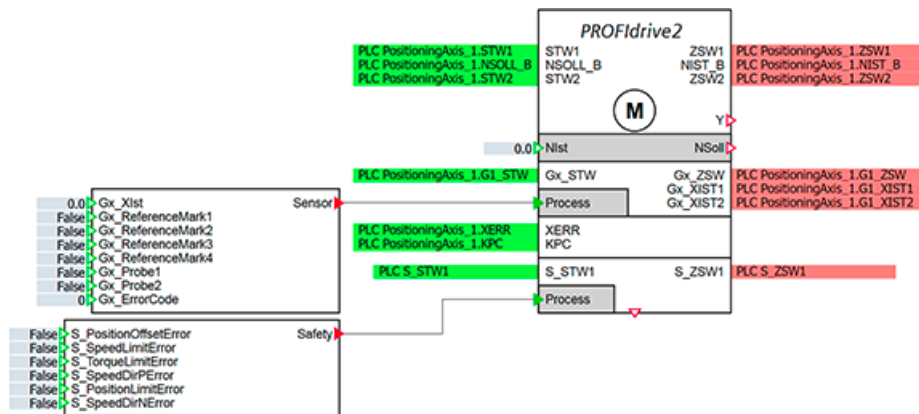 PROFIdrive2
PLC PositioningAxis_1.STW1 STW1 ZSW1 PLC PositioningAxis_1.ZSW1
PLC PositioningAxis_1.NSOLL_B NSOLL_B NIST_B PLC PositioningAxis_1.NIST_B
PLC PositioningAxis_1.STW2 STW2 ZSW2 PLC PositioningAxis_1.ZSW2
M
Y
0.0 NIst NSoll
PLC PositioningAxis_1.G1_STW Gx_STW Gx_ZSW PLC PositioningAxis_1.G1_ZSW
Gx_XIST1 PLC PositioningAxis_1.G1_XIST1
Gx_XIST2 PLC PositioningAxis_1.G1_XIST2
Process
0.0 Gx_XIst Sensor
False Gx_ReferenceMark1
False Gx_ReferenceMark2
False Gx_ReferenceMark3
False Gx_ReferenceMark4
False Gx_Probe1
False Gx_Probe2
0 Gx_ErrorCode
PLC PositioningAxis_1.XERR XERR
PLC PositioningAxis_1.KPC KPC
PLC S_STW1 S_STW1 S_ZSW1 PLC S_ZSW1
Process
False S_PositionOffsetError Safety
False S_SpeedLimitError
False S_TorqueLimitError
False S_SpeedDirPError
False S_PositionLimitError
False S_SpeedDirNError